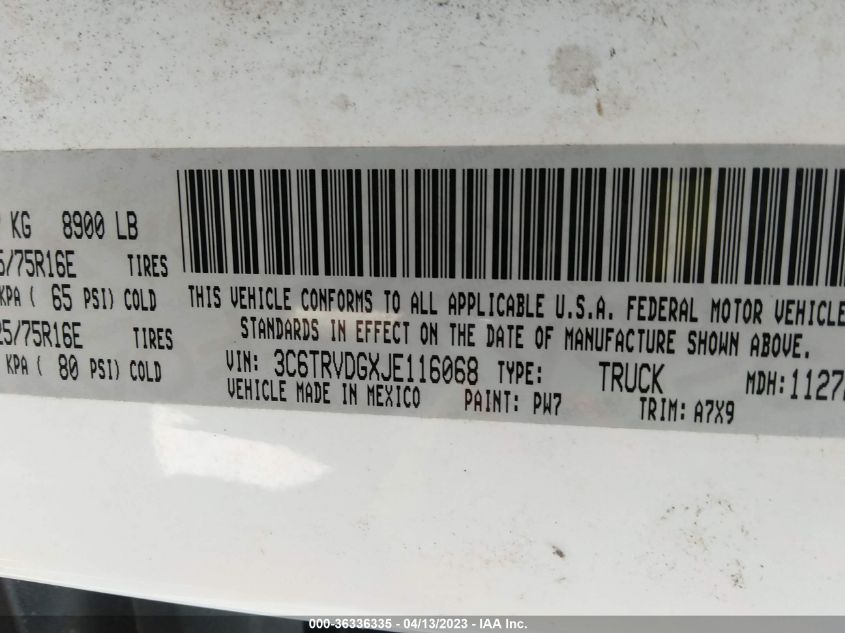 KG 8900 LB
/75R16E TIRES
KPA ( 65 PSI) COLD
25/75R16E TIRES
KPA ( 80 PSI) COLD
THIS VEHICLE CONFORMS TO ALL APPLICABLE U.S.A. FEDERAL MOTOR VEHICLE
STANDARDS IN EFFECT ON THE DATE OF MANUFACTURE SHOWN ABOVE.
VIN: 3C6TRVDGXJE116068 TYPE: TRUCK MDH: 1127
VEHICLE MADE IN MEXICO PAINT: PW7 TRIM: A7X9
000-36336335 - 04/13/2023 - IAA Inc.